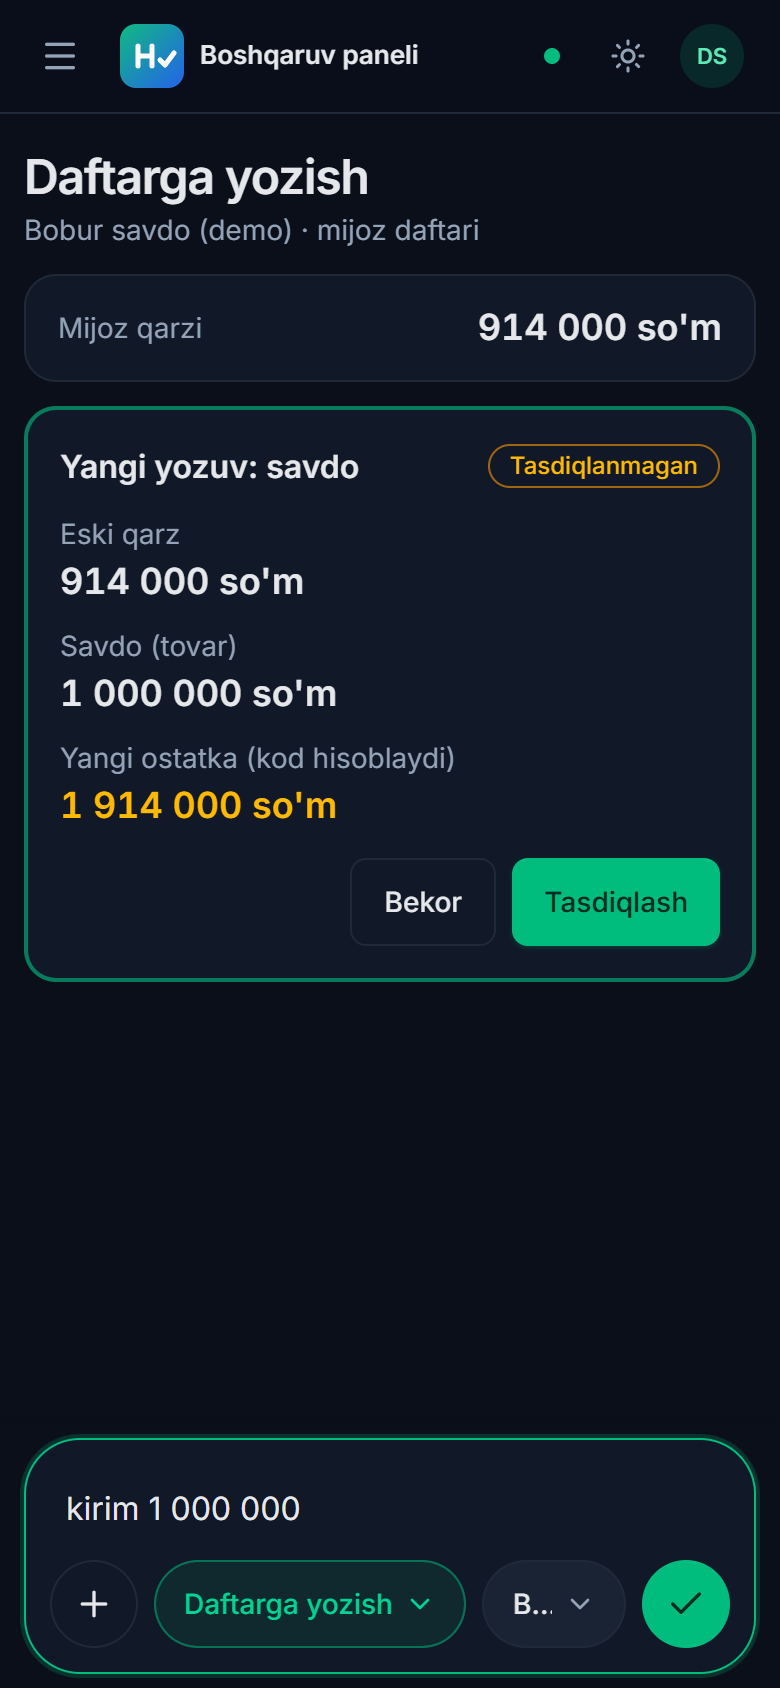 H✓ Boshqaruv paneli DS
Daftarga yozish
Bobur savdo (demo) · mijoz daftari
Mijoz qarzi 914 000 so'm
Yangi yozuv: savdo Tasdiqlanmagan
Eski qarz
914 000 so'm
Savdo (tovar)
1 000 000 so'm
Yangi ostatka (kod hisoblaydi)
1 914 000 so'm
Bekor Tasdiqlash
kirim 1 000 000
Daftarga yozish B...